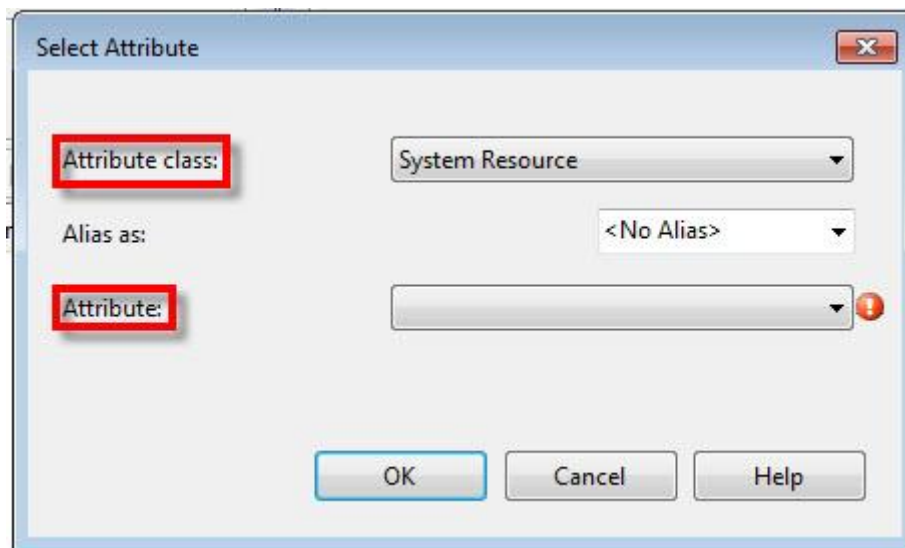 Select Attribute
Attribute class:
System Resource
Alias as:
<No Alias>
Attribute:
OK
Cancel
Help